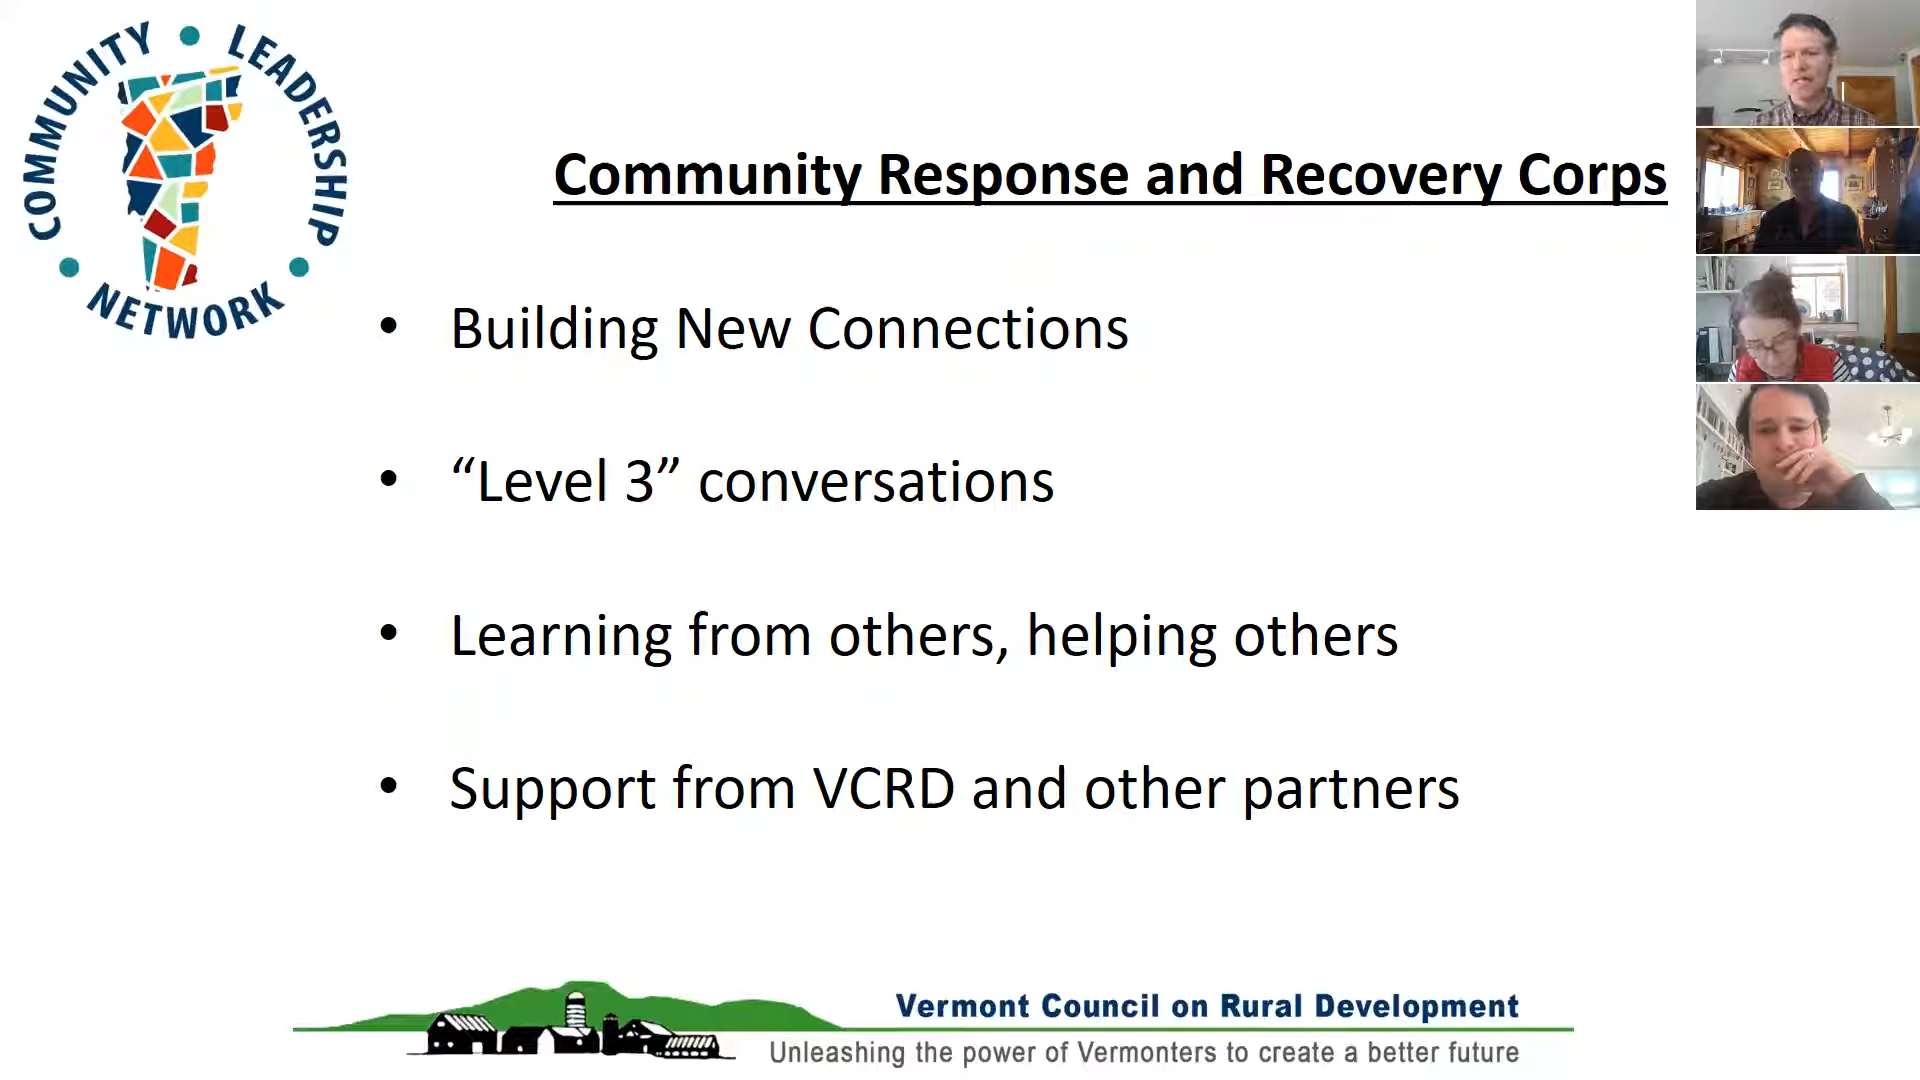 COMMUNITY • LEADERSHIP • NETWORK •
Community Response and Recovery Corps
• Building New Connections
• “Level 3” conversations
• Learning from others, helping others
• Support from VCRD and other partners
Vermont Council on Rural Development
Unleashing the power of Vermonters to create a better future